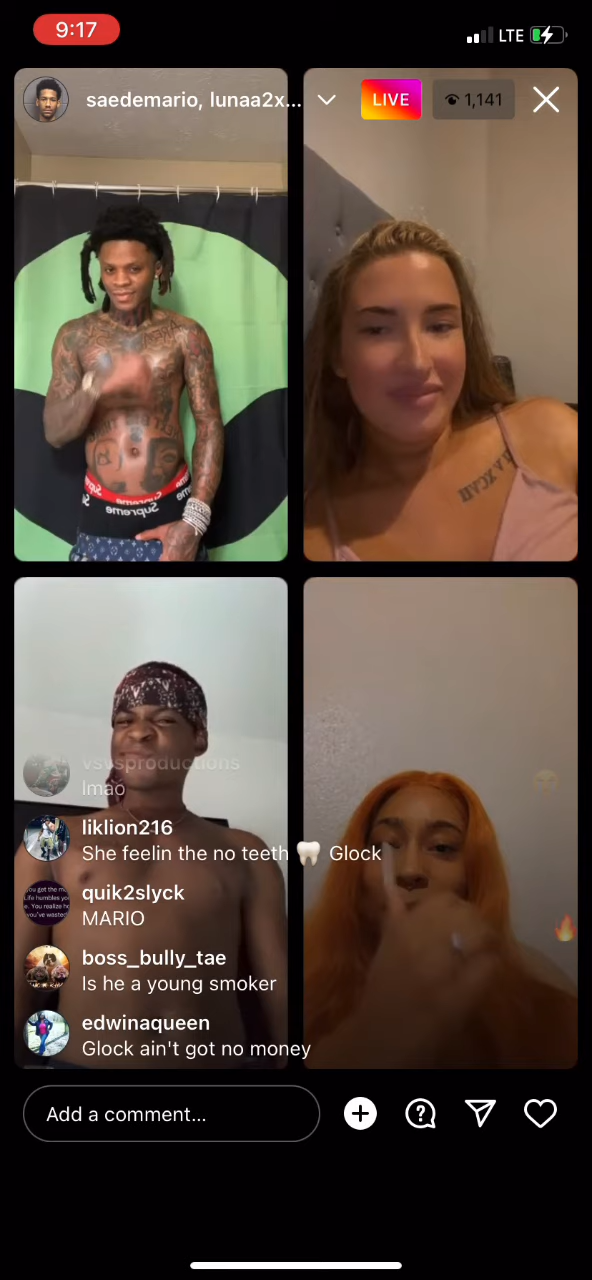 9:17
LTE
saedemario, lunaa2x...
LIVE
1,141
Supreme
Supreme
vsvsproductions
lmao
liklion216
She feelin the no teeth 🦷 Glock
quik2slyck
MARIO
boss_bully_tae
Is he a young smoker
edwinaqueen
Glock ain't got no money
Add a comment...